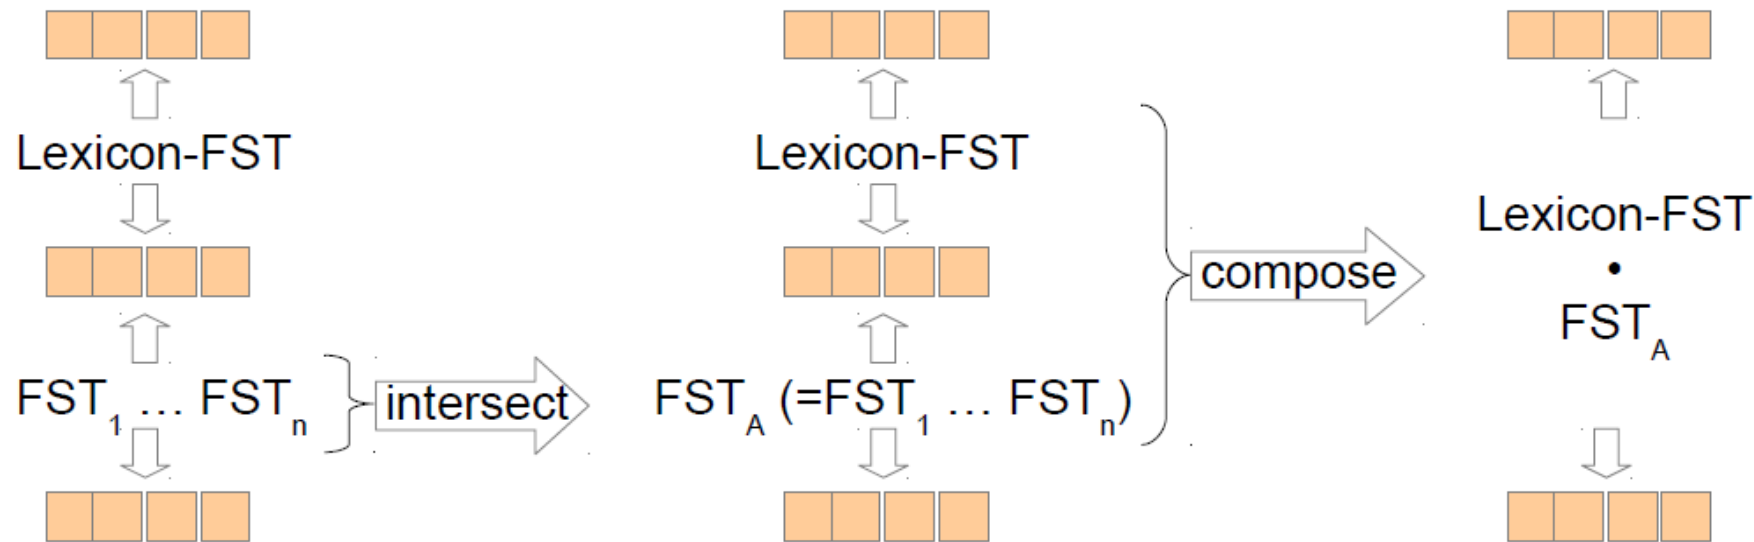 Lexicon-FST
FST1 ... FSTn
intersect
Lexicon-FST
FSTA (=FST1 ... FSTn)
compose
Lexicon-FST
•
FSTA